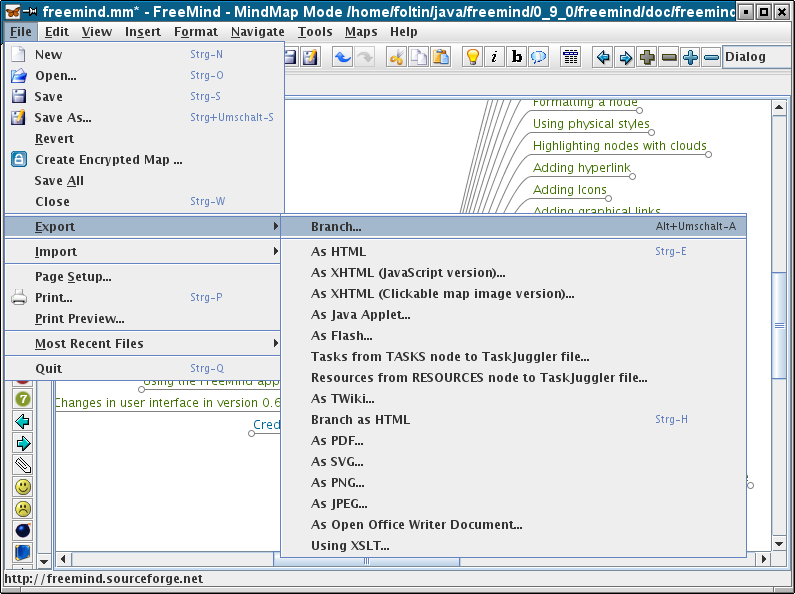 freemind.mm* - FreeMind - MindMap Mode /home/foltin/java/freemind/0_9_0/freemind/doc/freemind
File Edit View Insert Format Navigate Tools Maps Help
New Strg-N
Open... Strg-O
Save Strg-S
Save As... Strg+Umschalt-S
Revert
Create Encrypted Map ...
Save All
Close Strg-W
Export
Import
Page Setup...
Print... Strg-P
Print Preview...
Most Recent Files
Quit Strg-Q
Dialog
Formatting a node
Using physical styles
Highlighting nodes with clouds
Adding hyperlink
Adding Icons
Adding graphical links
Branch... Alt+Umschalt-A
As HTML Strg-E
As XHTML (JavaScript version)...
As XHTML (Clickable map image version)...
As Java Applet...
As Flash...
Tasks from TASKS node to TaskJuggler file...
Resources from RESOURCES node to TaskJuggler file...
As TWiki...
Branch as HTML Strg-H
As PDF...
As SVG...
As PNG...
As JPEG...
As Open Office Writer Document...
Using XSLT...
Using the FreeMind app
Changes in user interface in version 0.6
Cred
http://freemind.sourceforge.net